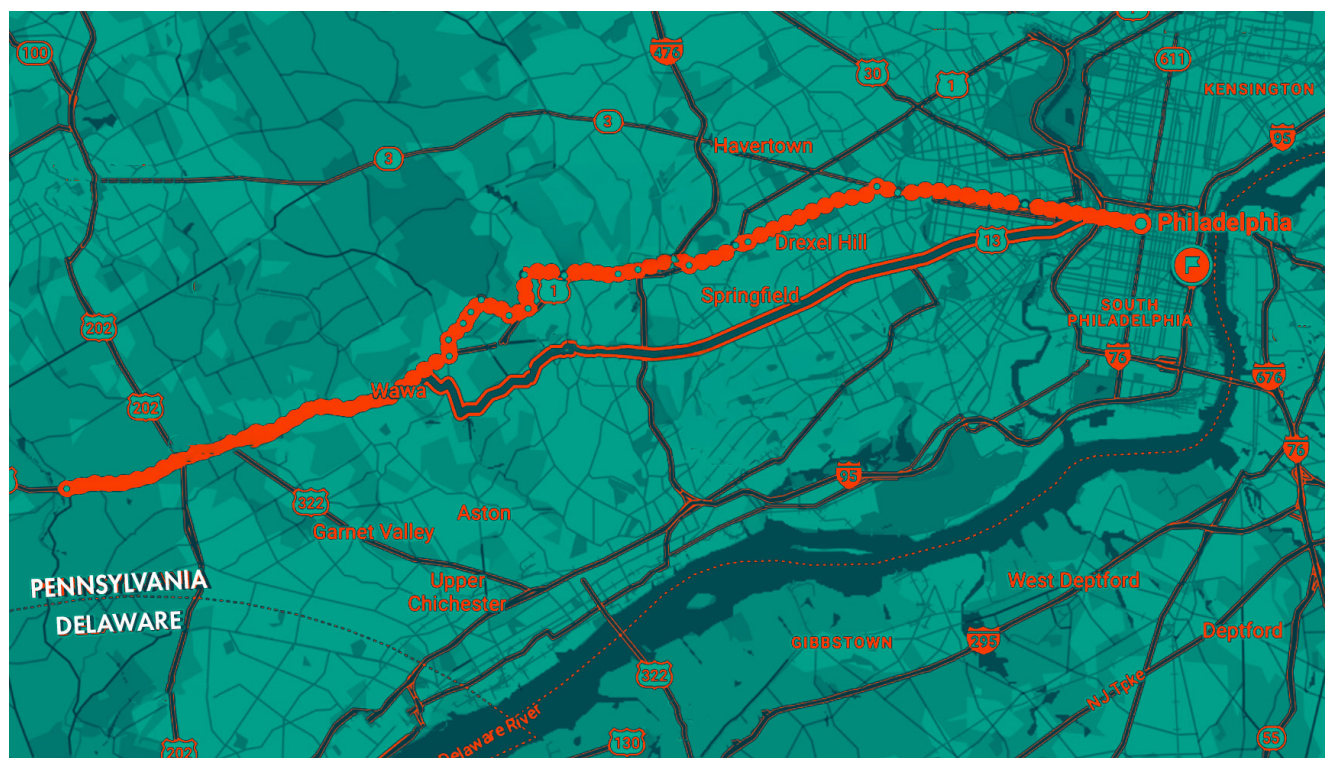 100
476
30
611
1
KENSINGTON
3
95
Havertown
3
Philadelphia
Drexel Hill
13
1
Springfield
SOUTH
PHILADELPHIA
202
76
676
Wawa
202
76
95
322
Aston
Garnet Valley
PENNSYLVANIA
Upper
Chichester
West Deptford
DELAWARE
Deptford
GIBBSTOWN
295
322
NJ Tpke
Delaware River
130
55
202